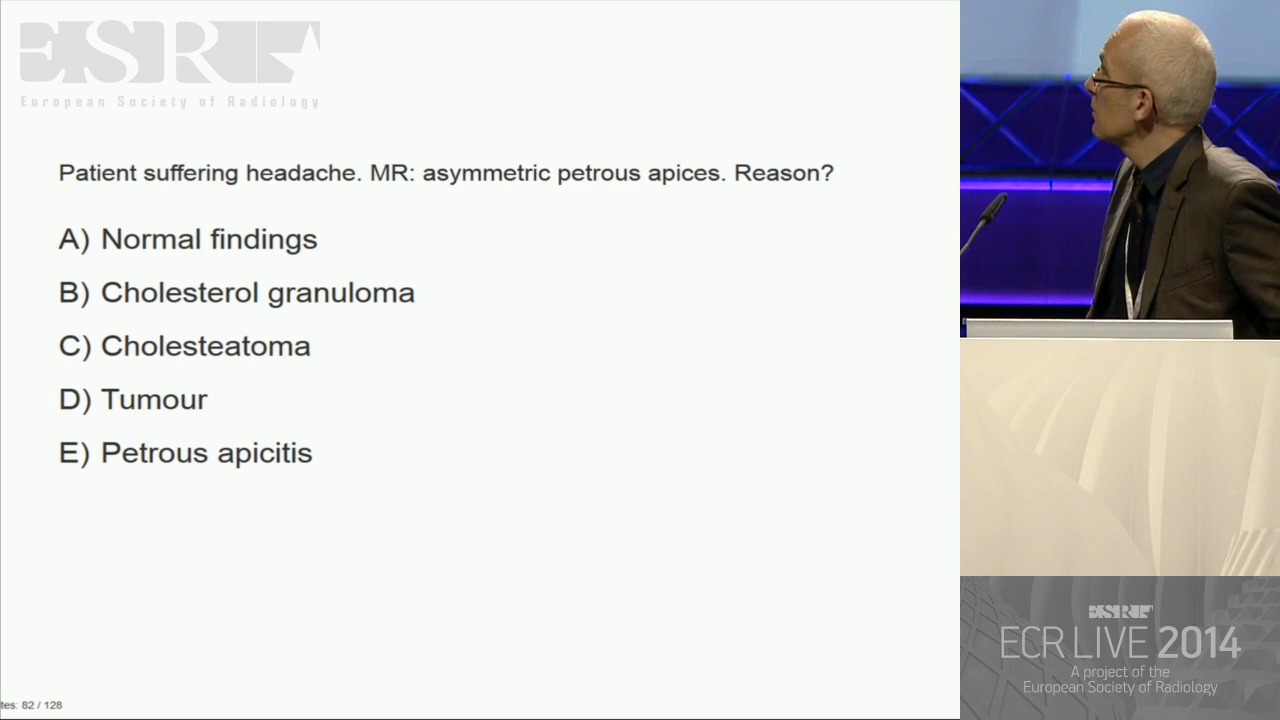 ESR
European Society of Radiology
Patient suffering headache. MR: asymmetric petrous apices. Reason?
A) Normal findings
B) Cholesterol granuloma
C) Cholesteatoma
D) Tumour
E) Petrous apicitis
tes: 82 / 128
ESR
ECR LIVE 2014
A project of the
European Society of Radiology